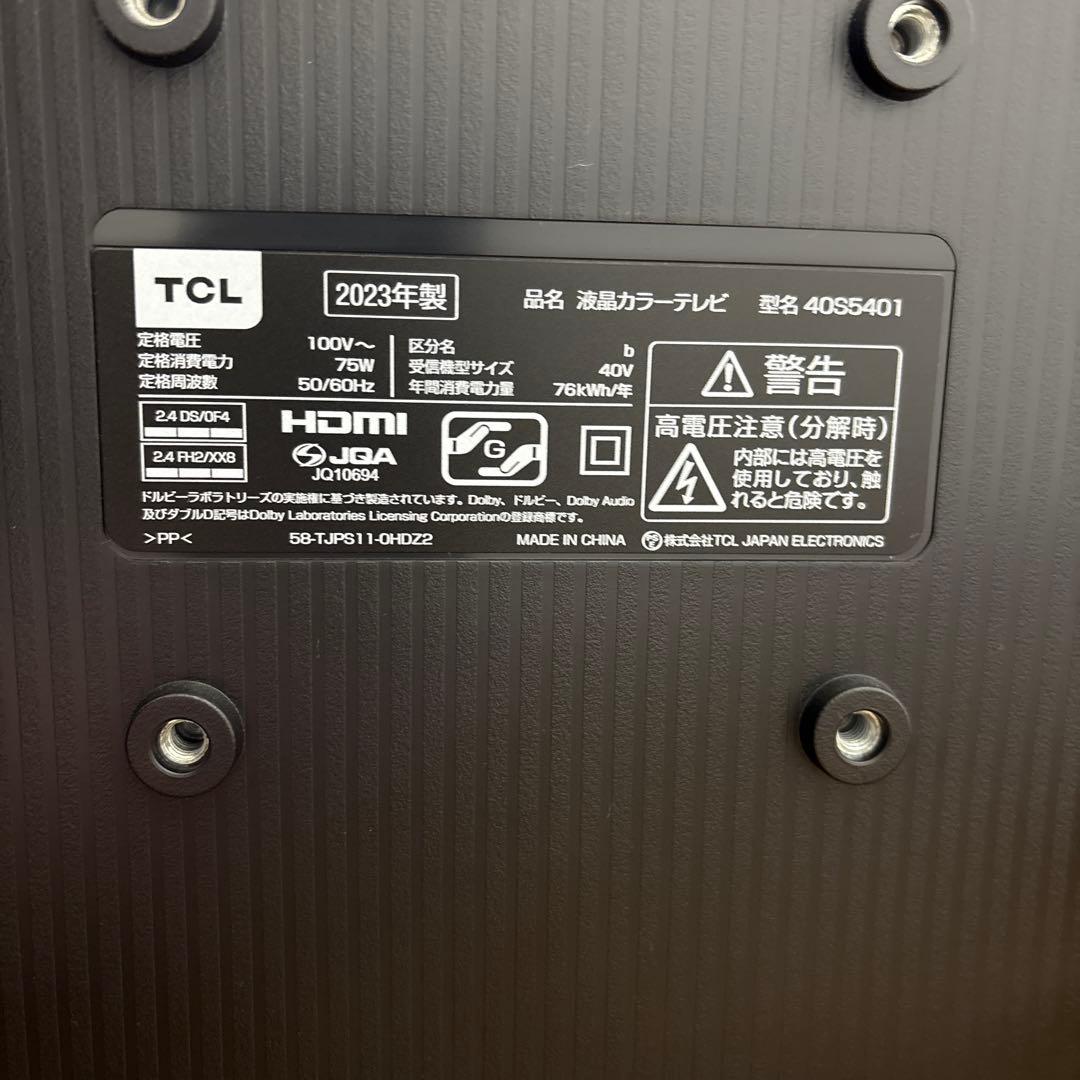 TCL
2023年製
品名 液晶カラーテレビ 型名 40S5401
定格電圧 100V～
定格消費電力 75W
定格周波数 50/60Hz
区分名 b
受信機型サイズ 40V
年間消費電力量 76kWh/年
2.4 DS/0F4
2.4 FH2/XX8
HDMI
JQA
JQ10694
G
ドルビーラボラトリーズの実施権に基づき製造されています。Dolby、ドルビー、Dolby Audio
及びダブルD記号はDolby Laboratories Licensing Corporationの登録商標です。
>PP<
58-TJPS11-0HDZ2
MADE IN CHINA
警告
高電圧注意(分解時)
内部には高電圧を
使用しており、触
れると危険です。
PSE 株式会社TCL JAPAN ELECTRONICS